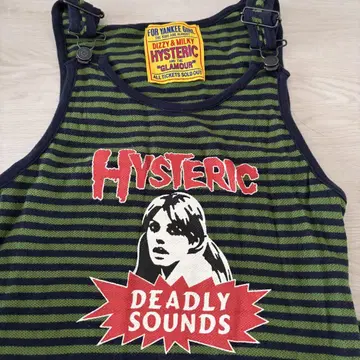 FOR YANKEE GIRL
DIZZY & MILKY
HYSTERIC
"GLAMOUR"
ALL TICKETS SOLD OUT
HYSTERIC
DEADLY
SOUNDS